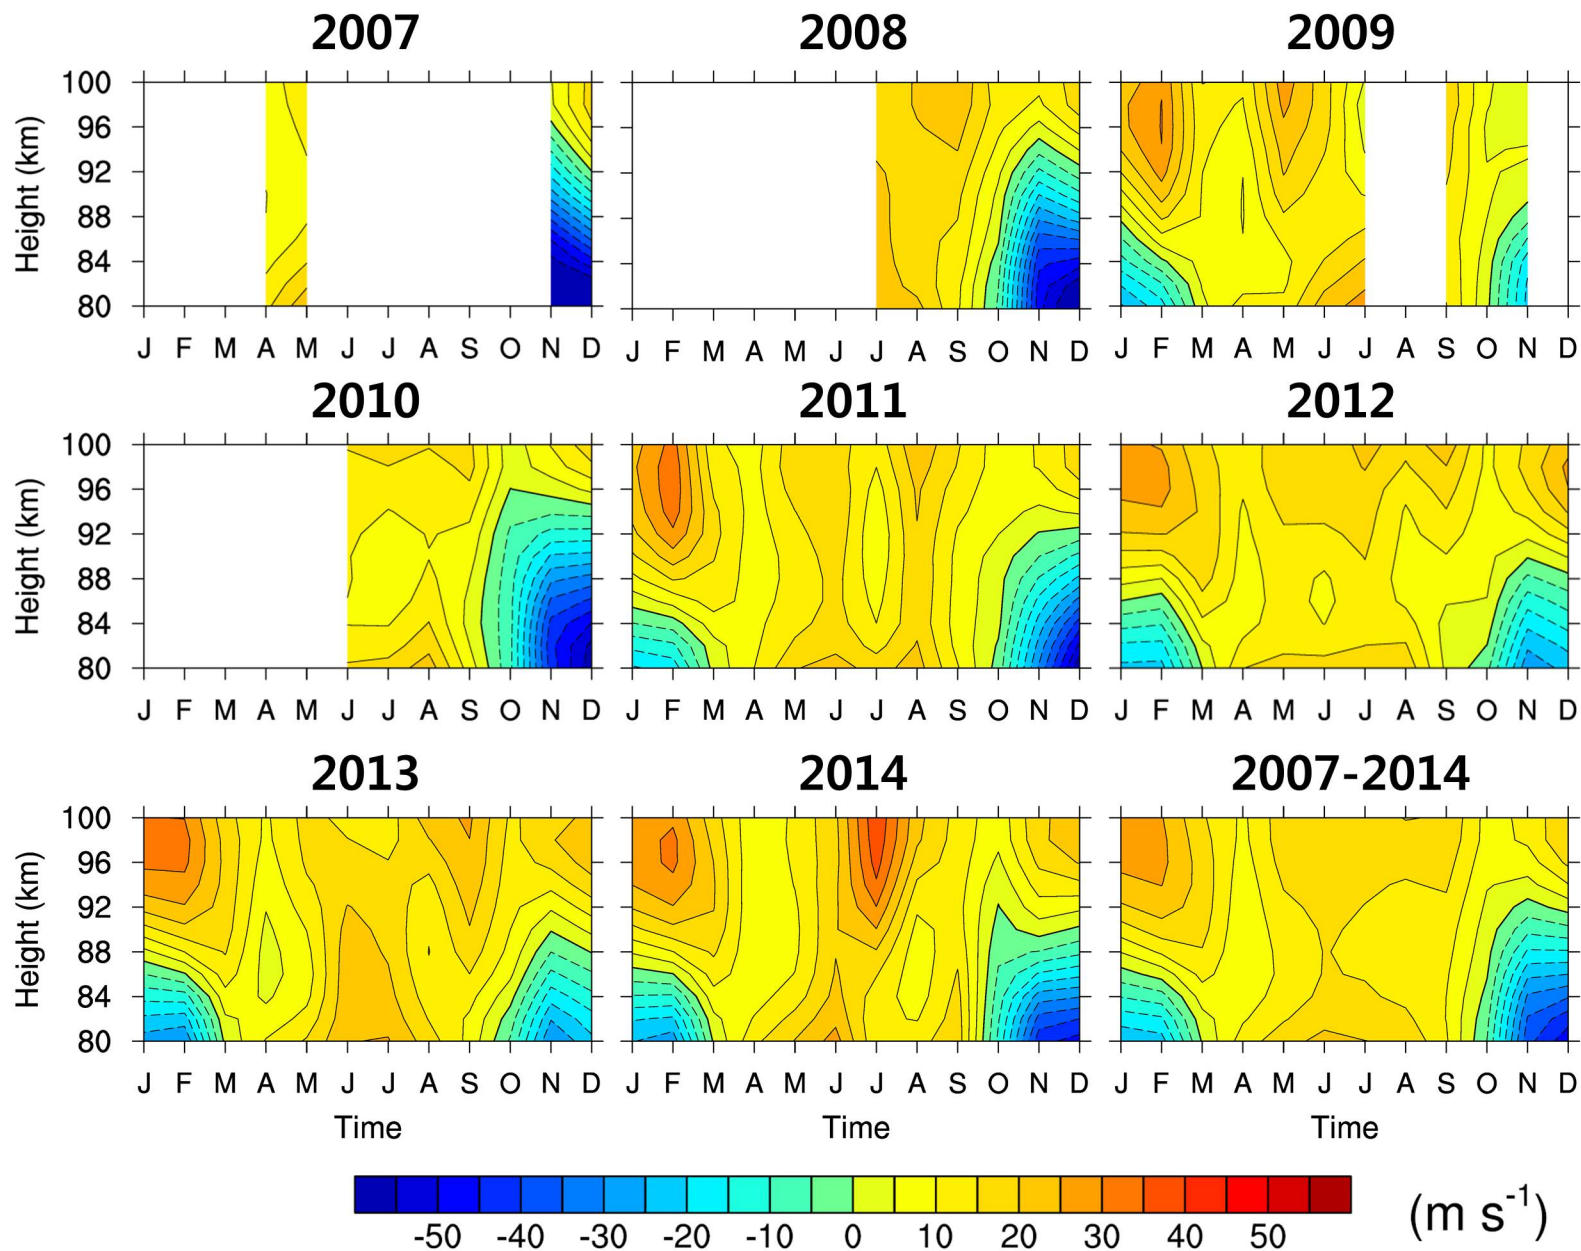 2007 2008 2009
100
96
92
88
84
80
Height (km)
J F M A M J J A S O N D
J F M A M J J A S O N D
J F M A M J J A S O N D
2010 2011 2012
100
96
92
88
84
80
Height (km)
J F M A M J J A S O N D
J F M A M J J A S O N D
J F M A M J J A S O N D
2013 2014 2007-2014
100
96
92
88
84
80
Height (km)
J F M A M J J A S O N D
J F M A M J J A S O N D
J F M A M J J A S O N D
Time Time Time
-50 -40 -30 -20 -10 0 10 20 30 40 50
(m s⁻¹)